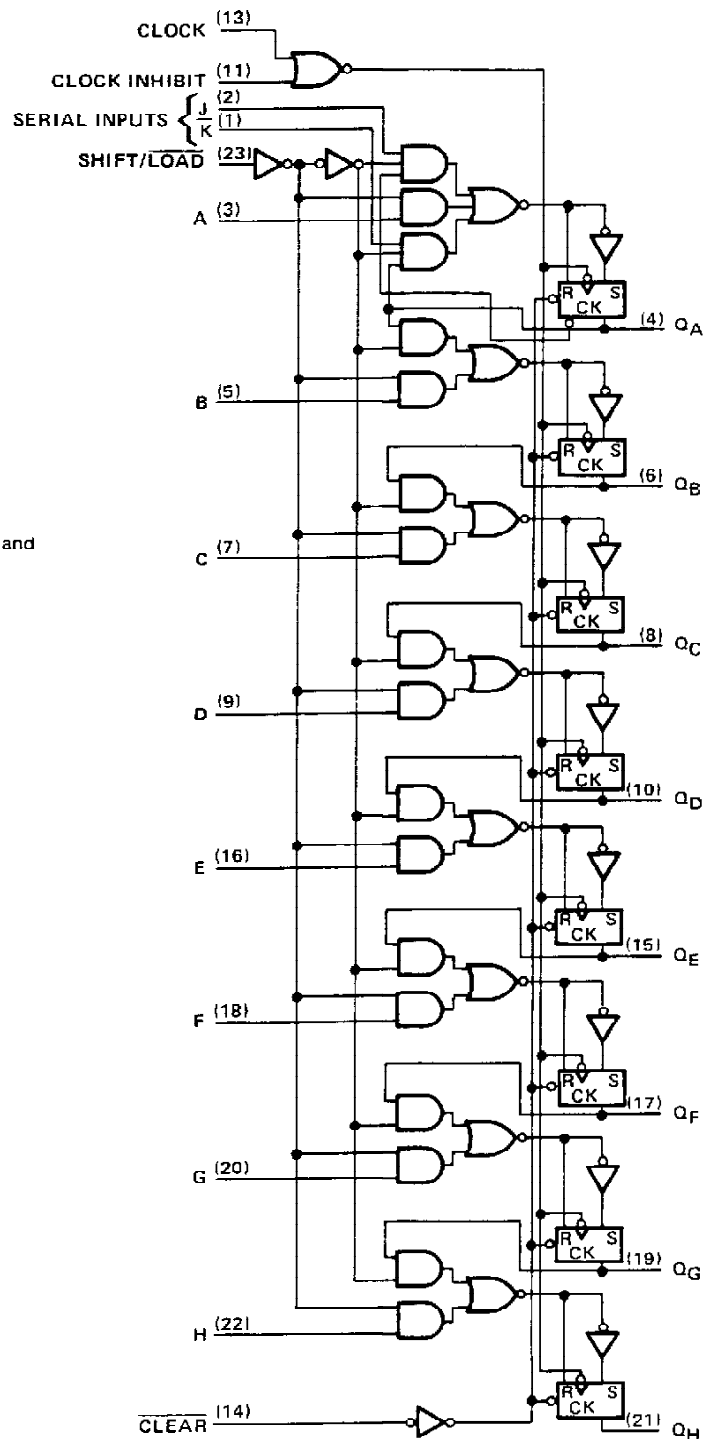 CLOCK (13)
CLOCK INHIBIT (11)
SERIAL INPUTS { J (2)
K̅ (1)
SHIFT/L̅O̅A̅D̅ (23)
A (3)
R S
CK
(4) QA
B (5)
R S
CK
(6) QB
and
C (7)
R S
CK
(8) QC
D (9)
R S
CK
(10) QD
E (16)
R S
CK
(15) QE
F (18)
R S
CK
(17) QF
G (20)
R S
CK
(19) QG
H (22)
R S
CK
C̅L̅E̅A̅R̅ (14)
(21) QH